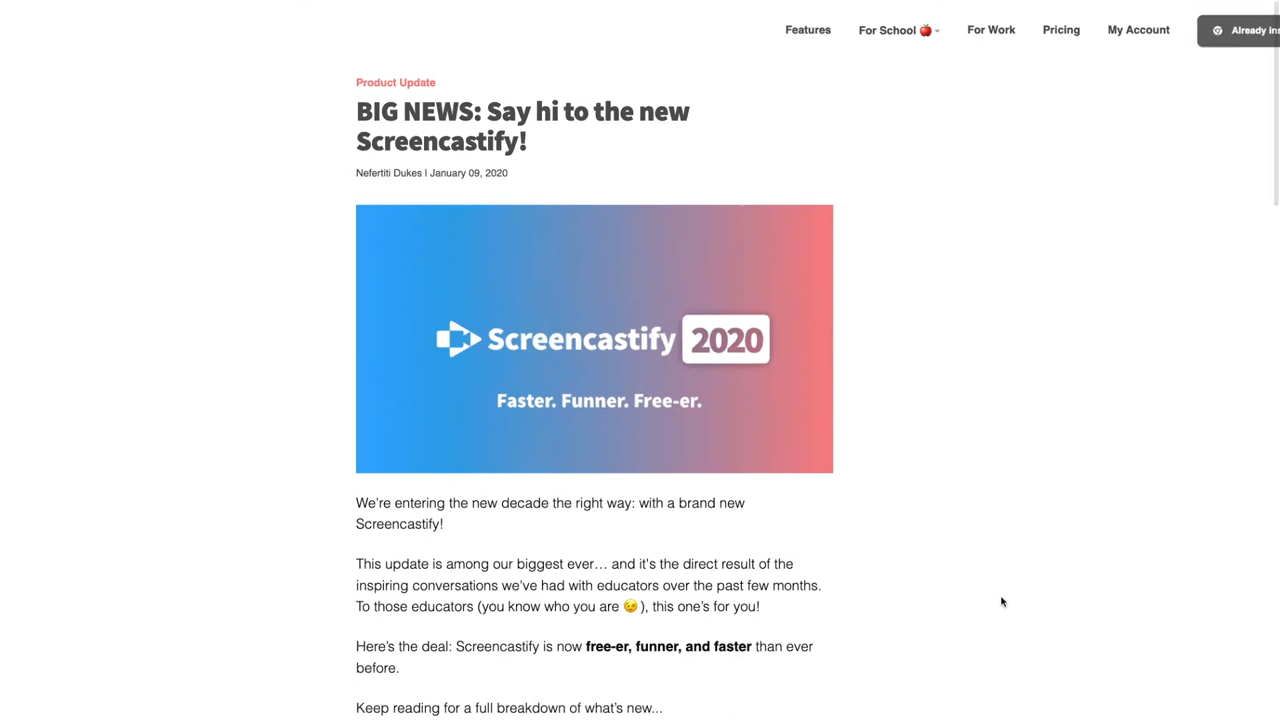 Features For School 🍎 For Work Pricing My Account Already
Product Update
BIG NEWS: Say hi to the new
Screencastify!
Nefertiti Dukes | January 09, 2020
Screencastify 2020
Faster. Funner. Free-er.
We're entering the new decade the right way: with a brand new
Screencastify!
This update is among our biggest ever… and it's the direct result of the
inspiring conversations we've had with educators over the past few months.
To those educators (you know who you are 😉 ), this one's for you!
Here's the deal: Screencastify is now free-er, funner, and faster than ever
before.
Keep reading for a full breakdown of what's new...